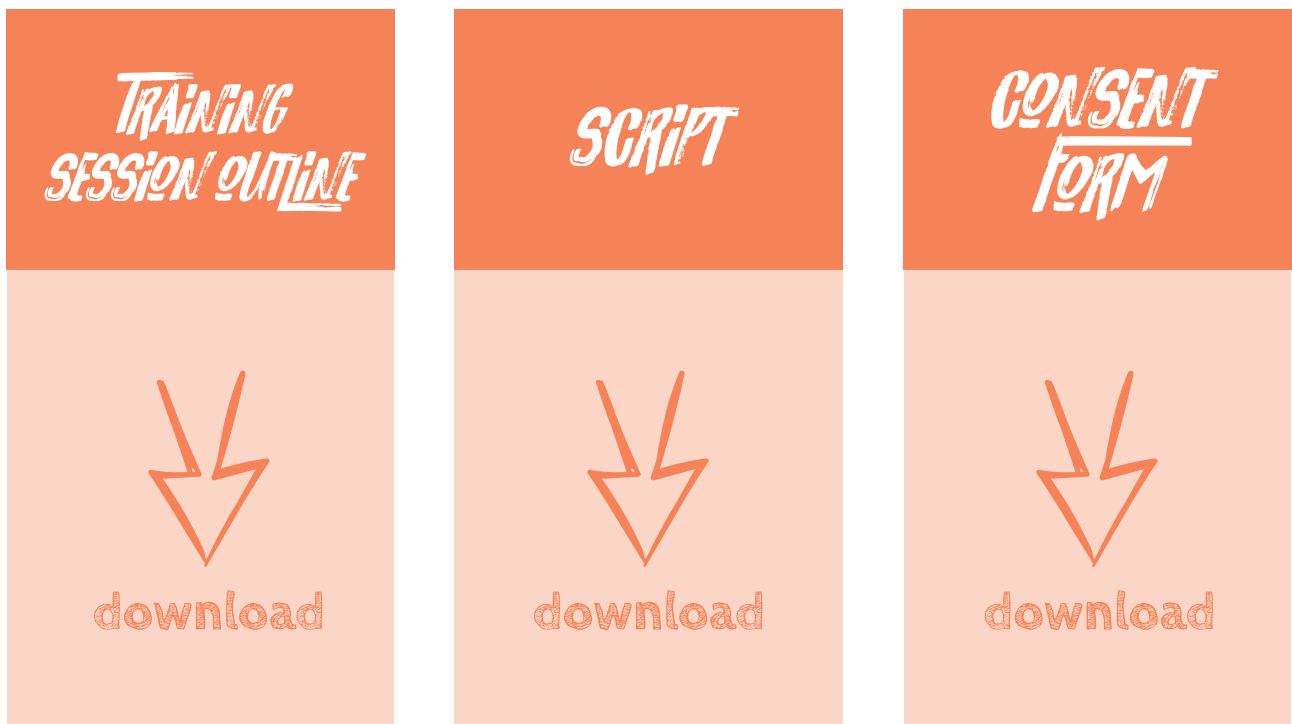 TRAINING
SESSION OUTLINE
download
SCRIPT
download
CONSENT
FORM
download